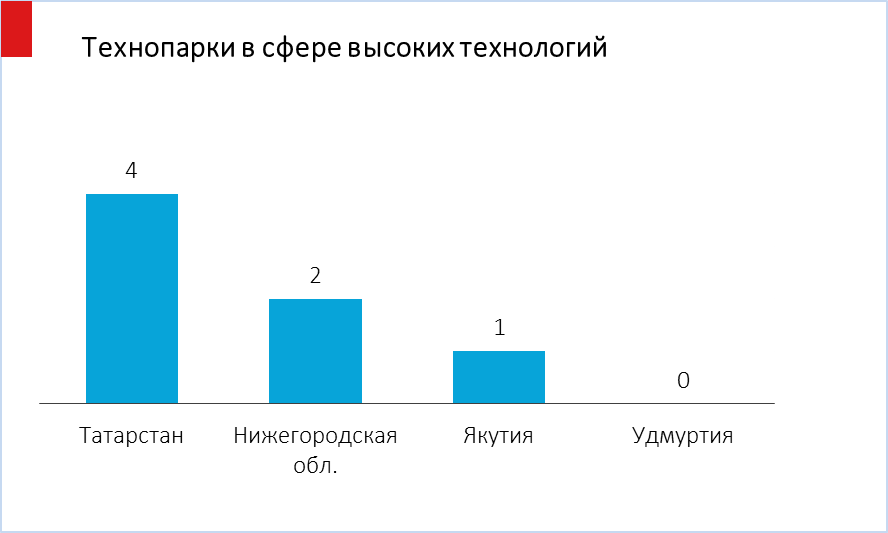 Технопарки в сфере высоких технологий
4
2
1
0
Татарстан
Нижегородская
обл.
Якутия
Удмуртия